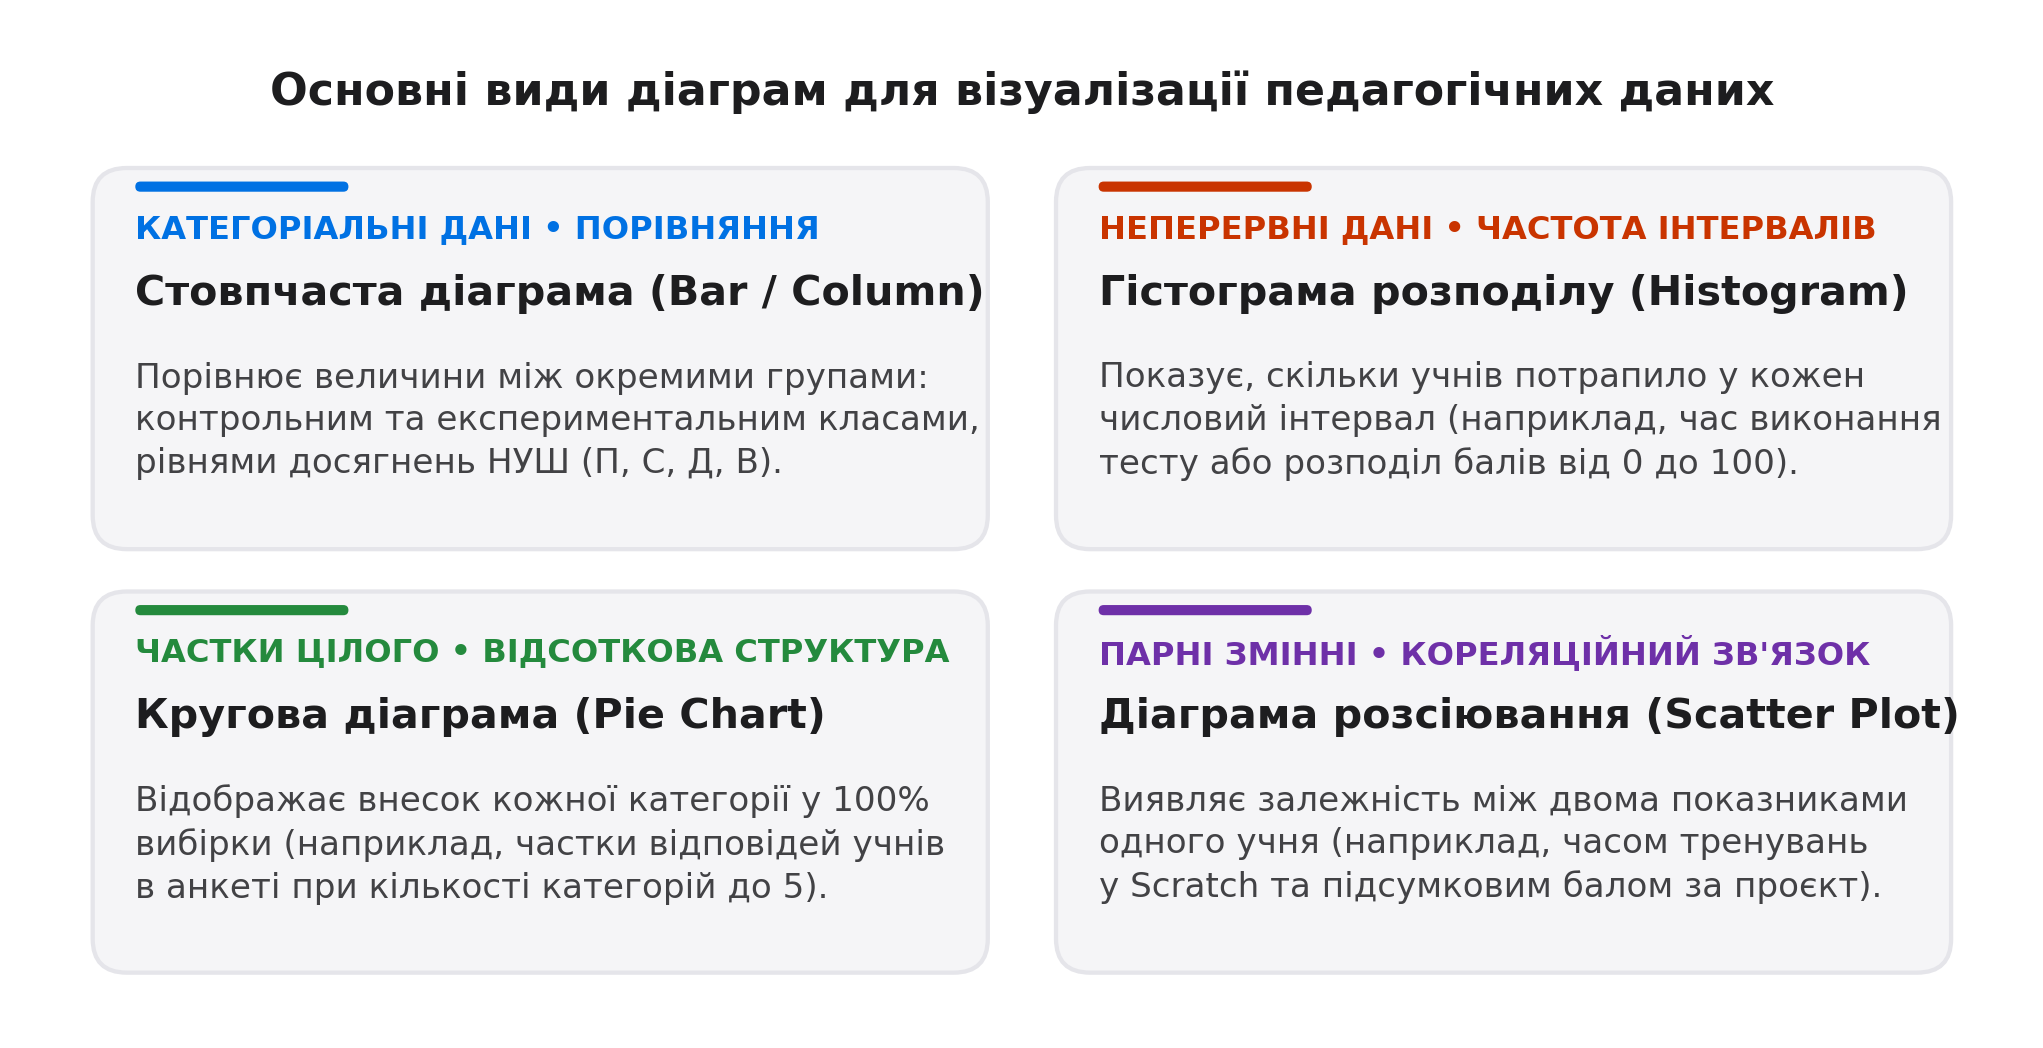 Основні види діаграм для візуалізації педагогічних даних
КАТЕГОРІАЛЬНІ ДАНІ • ПОРІВНЯННЯ
Стовпчаста діаграма (Bar / Column)
Порівнює величини між окремими групами:
контрольним та експериментальним класами,
рівнями досягнень НУШ (П, С, Д, В).
НЕПЕРЕРВНІ ДАНІ • ЧАСТОТА ІНТЕРВАЛІВ
Гістограма розподілу (Histogram)
Показує, скільки учнів потрапило у кожен
числовий інтервал (наприклад, час виконання
тесту або розподіл балів від 0 до 100).
ЧАСТКИ ЦІЛОГО • ВІДСОТКОВА СТРУКТУРА
Кругова діаграма (Pie Chart)
Відображає внесок кожної категорії у 100%
вибірки (наприклад, частки відповідей учнів
в анкеті при кількості категорій до 5).
ПАРНІ ЗМІННІ • КОРЕЛЯЦІЙНИЙ ЗВ'ЯЗОК
Діаграма розсіювання (Scatter Plot)
Виявляє залежність між двома показниками
одного учня (наприклад, часом тренувань
у Scratch та підсумковим балом за проєкт).